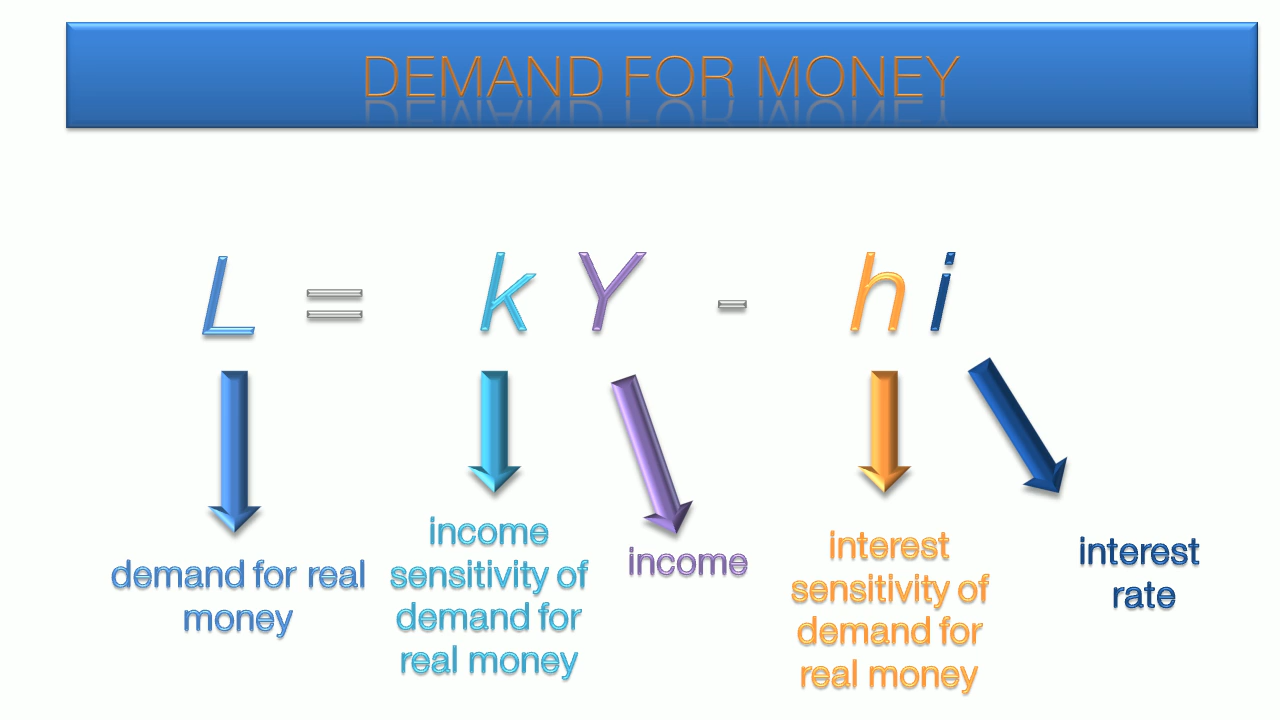 DEMAND FOR MONEY
L = k Y - h i
demand for real
money
income
sensitivity of
demand for
real money
income
interest
sensitivity of
demand for
real money
interest
rate